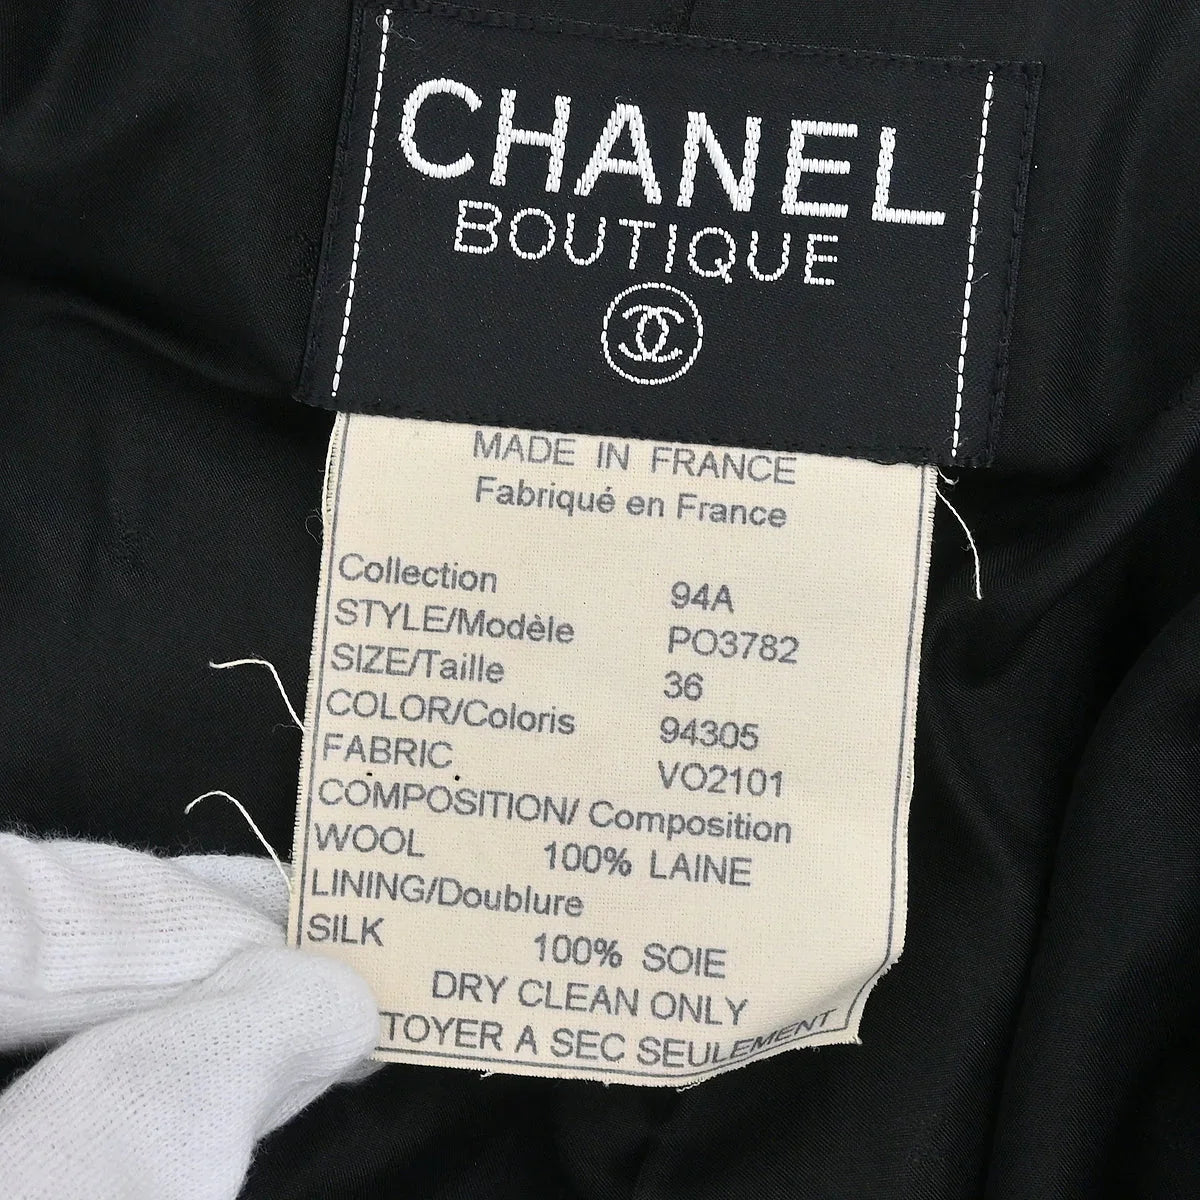 CHANEL
BOUTIQUE
MADE IN FRANCE
Fabriqué en France
Collection 94A
STYLE/Modèle PO3782
SIZE/Taille 36
COLOR/Coloris 94305
FABRIC VO2101
COMPOSITION/ Composition
WOOL 100% LAINE
LINING/Doublure
SILK 100% SOIE
DRY CLEAN ONLY
TOYER A SEC SEULEMENT